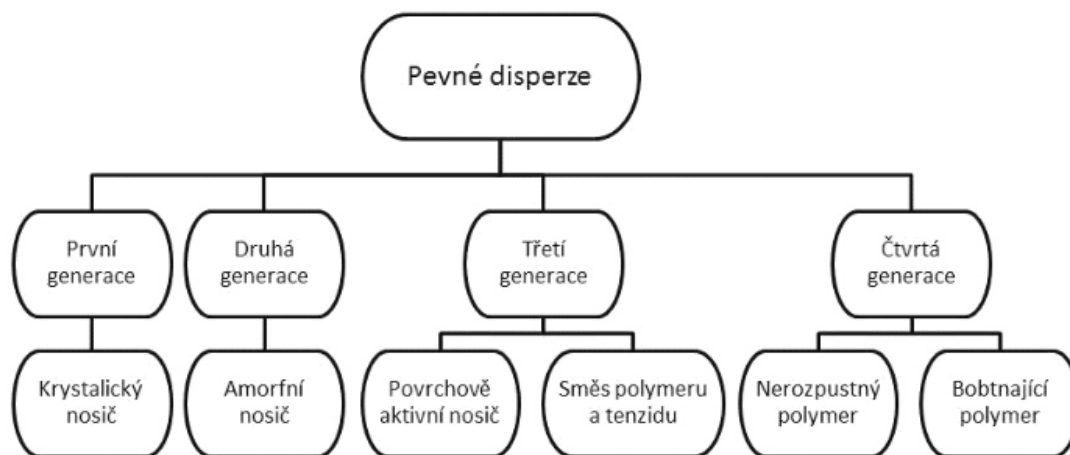 Pevné disperze
První
generace
Druhá
generace
Třetí
generace
Čtvrtá
generace
Krystalický
nosič
Amorfní
nosič
Povrchově
aktivní nosič
Směs polymeru
a tenzidu
Nerozpustný
polymer
Bobtnající
polymer